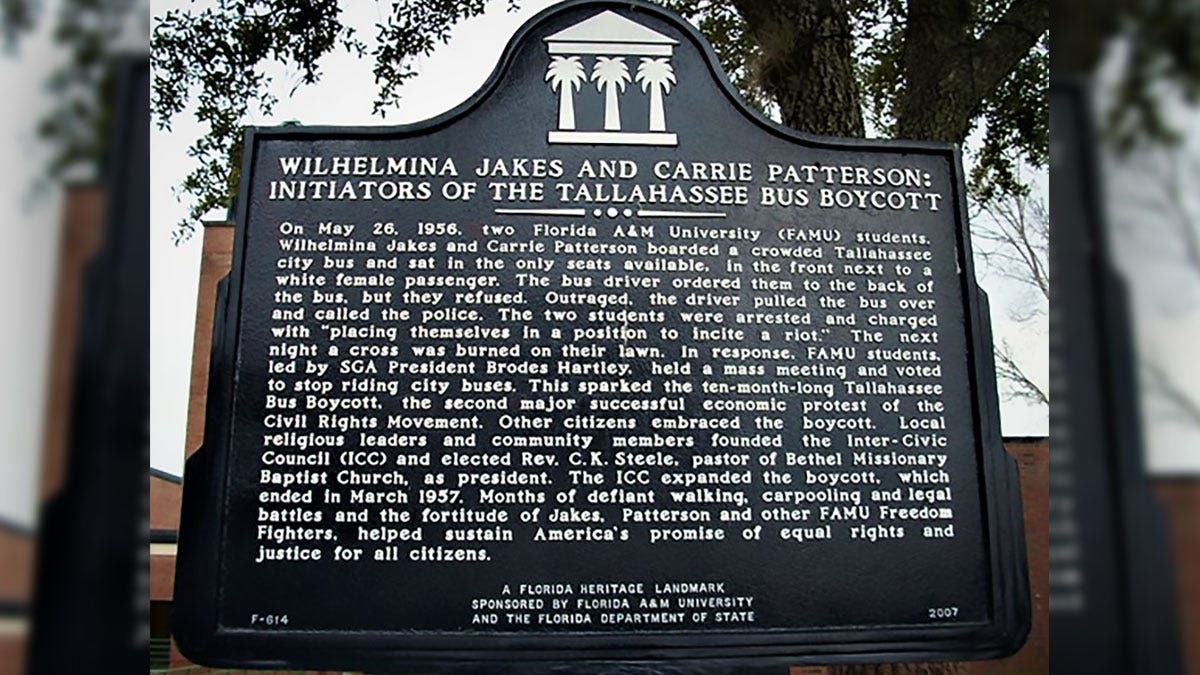 WILHELMINA JAKES AND CARRIE PATTERSON:
INITIATORS OF THE TALLAHASSEE BUS BOYCOTT
On May 26, 1956, two Florida A&M University (FAMU) students,
Wilhelmina Jakes and Carrie Patterson boarded a crowded Tallahassee
city bus and sat in the only seats available, in the front next to a
white female passenger. The bus driver ordered them to the back of
the bus, but they refused. Outraged, the driver pulled the bus over
and called the police. The two students were arrested and charged
with "placing themselves in a position to incite a riot." The next
night a cross was burned on their lawn. In response, FAMU students,
led by SGA President Brodes Hartley, held a mass meeting and voted
to stop riding city buses. This sparked the ten-month-long Tallahassee
Bus Boycott, the second major successful economic protest of the
Civil Rights Movement. Other citizens embraced the boycott. Local
religious leaders and community members founded the Inter-Civic
Council (ICC) and elected Rev. C.K. Steele, pastor of Bethel Missionary
Baptist Church, as president. The ICC expanded the boycott, which
ended in March 1957. Months of defiant walking, carpooling and legal
battles and the fortitude of Jakes, Patterson and other FAMU Freedom
Fighters, helped sustain America's promise of equal rights and
justice for all citizens.
A FLORIDA HERITAGE LANDMARK
SPONSORED BY FLORIDA A&M UNIVERSITY
AND THE FLORIDA DEPARTMENT OF STATE
F-614
2007